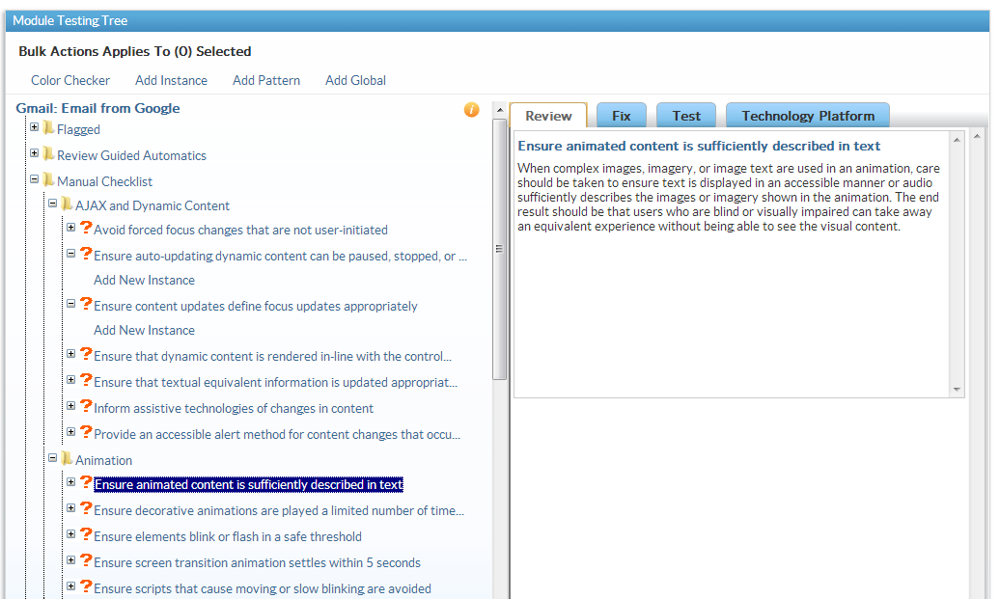 Module Testing Tree
Bulk Actions Applies To (0) Selected
Color Checker Add Instance Add Pattern Add Global
Gmail: Email from Google
Flagged
Review Guided Automatics
Manual Checklist
AJAX and Dynamic Content
Avoid forced focus changes that are not user-initiated
Ensure auto-updating dynamic content can be paused, stopped, or ...
Add New Instance
Ensure content updates define focus updates appropriately
Add New Instance
Ensure that dynamic content is rendered in-line with the control...
Ensure that textual equivalent information is updated appropriat...
Inform assistive technologies of changes in content
Provide an accessible alert method for content changes that occu...
Animation
Ensure animated content is sufficiently described in text
Ensure decorative animations are played a limited number of time...
Ensure elements blink or flash in a safe threshold
Ensure screen transition animation settles within 5 seconds
Ensure scripts that cause moving or slow blinking are avoided
Review Fix Test Technology Platform
Ensure animated content is sufficiently described in text
When complex images, imagery, or image text are used in an animation, care
should be taken to ensure text is displayed in an accessible manner or audio
sufficiently describes the images or imagery shown in the animation. The end
result should be that users who are blind or visually impaired can take away
an equivalent experience without being able to see the visual content.